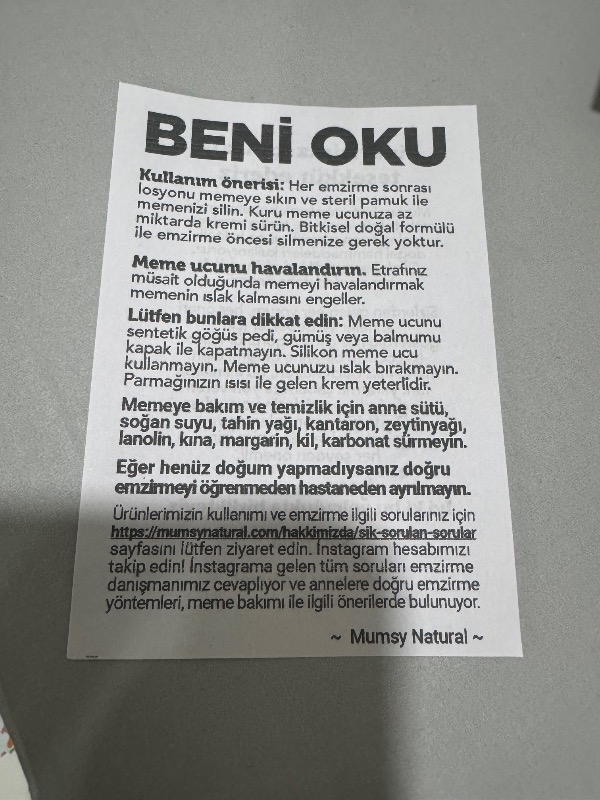 BENİ OKU
Kullanım önerisi: Her emzirme sonrası
losyonu memeye sıkın ve steril pamuk ile
memenizi silin. Kuru meme ucunuza az
miktarda kremi sürün. Bitkisel doğal formülü
ile emzirme öncesi silmenize gerek yoktur.
Meme ucunu havalandırın. Etrafınız
müsait olduğunda memeyi havalandırmak
memenin ıslak kalmasını engeller.
Lütfen bunlara dikkat edin: Meme ucunu
sentetik göğüs pedi, gümüş veya balmumu
kapak ile kapatmayın. Silikon meme ucu
kullanmayın. Meme ucunuzu ıslak bırakmayın.
Parmağınızın ısısı ile gelen krem yeterlidir.
Memeye bakım ve temizlik için anne sütü,
soğan suyu, tahin yağı, kantaron, zeytinyağı,
lanolin, kına, margarin, kil, karbonat sürmeyin.
Eğer henüz doğum yapmadıysanız doğru
emzirmeyi öğrenmeden hastaneden ayrılmayın.
Ürünlerimizin kullanımı ve emzirme ilgili sorularınız için
https://mumsynatural.com/hakkimizda/sik-sorulan-sorular
sayfasını lütfen ziyaret edin. İnstagram hesabımızı
takip edin! İnstagrama gelen tüm soruları emzirme
danışmanımız cevaplıyor ve annelere doğru emzirme
yöntemleri, meme bakımı ile ilgili önerilerde bulunuyor.
~ Mumsy Natural ~